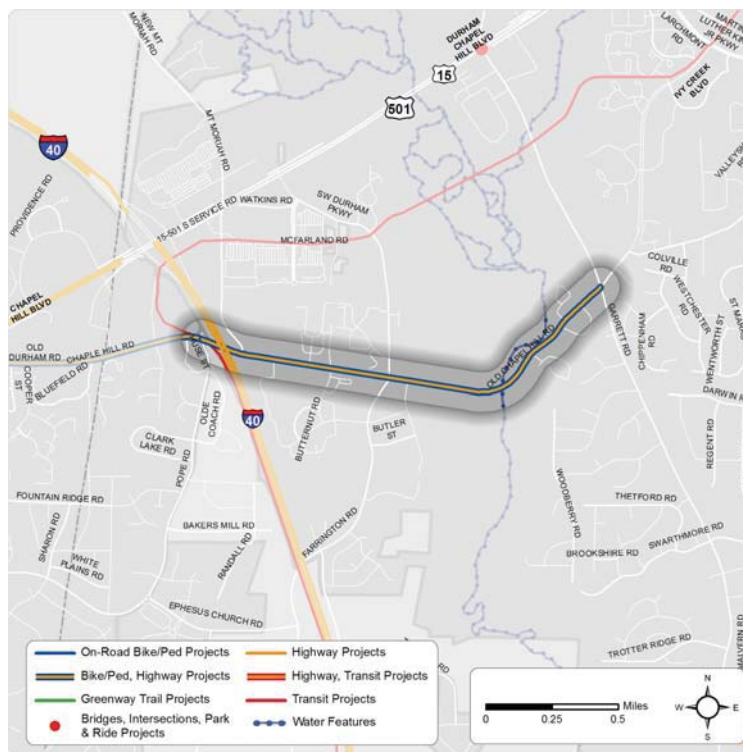 NEW MT
MORIAH RD
DURHAM
CHAPEL
HILL BLVD
MARTIN
LUTHER KING
JR PKWY
LARCHMONT
RD
IVY CREEK
BLVD
15
501
40
MT MORIAH RD
PROVIDENCE RD
15-501 S SERVICE RD
WATKINS RD
SW DURHAM
PKWY
MCFARLAND RD
COLVILLE
RD
WESTCHESTER
RD
CHAPEL
HILL BLVD
OLD
DURHAM RD
CHAPLE HILL RD
COOPER
ST
BLUEFIELD RD
OLD CHAPEL HILL RD
GARRETT RD
CHIPPENHAM RD
WENTWORTH ST
DARWIN R
OLDE
COACH RD
40
BUTTERNUT RD
BUTLER
ST
CLARK
LAKE RD
POPE RD
REGENT RD
FOUNTAIN RIDGE RD
SHARON RD
WHITE
PLAINS RD
BAKERS MILL RD
RANDALL RD
FARRINGTON RD
WOODBERRY RD
THETFORD RD
SWARTHMORE RD
BROOKSHIRE RD
EPHESUS CHURCH RD
TROTTER RIDGE RD
MALVERN RD
On-Road Bike/Ped Projects
Highway Projects
Bike/Ped, Highway Projects
Highway, Transit Projects
Greenway Trail Projects
Transit Projects
Bridges, Intersections, Park
& Ride Projects
Water Features
Miles
0 0.25 0.5
N
W E
S